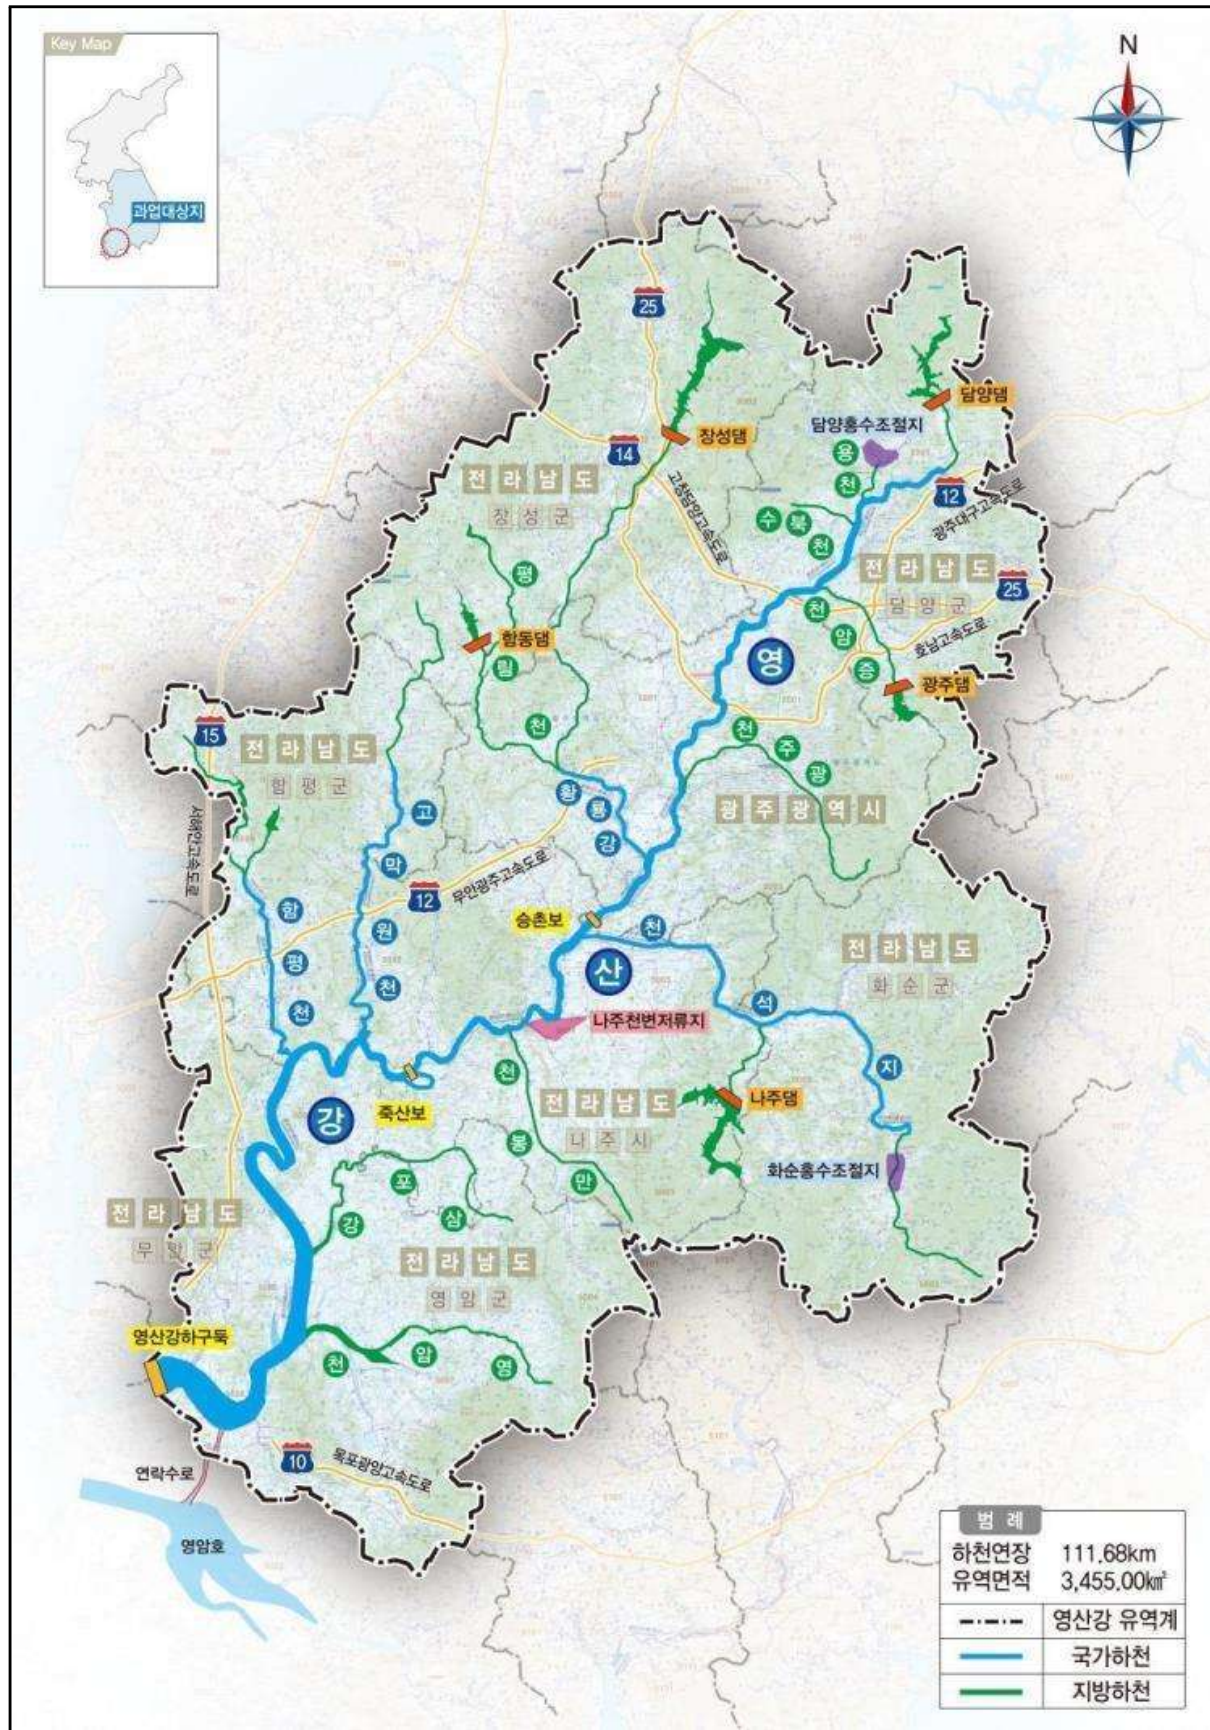 Key Map
과업대상지
N
25
담양댐
담양홍수조절지
장성댐
14
용천
12
전라남도
장성군
고창담양고속도로
수북천
광주대구고속도로
평림천
전라남도
담양군
25
증암천
호남고속도로
함동댐
영
광주댐
15
전라남도
함평군
광주천
황룡강
광주광역시
고막원천
서해안고속도로
무안광주고속도로
12
함평천
승촌보
지석천
전라남도
화순군
산
나주천변저류지
죽산보
강
만봉천
전라남도
나주시
나주댐
화순홍수조절지
삼포강
전라남도
무안군
전라남도
영암군
영산강하구둑
영암천
10
목포광양고속도로
연락수로
영암호
범 례
하천연장 111.68km
유역면적 3,455.00㎢
영산강 유역계
국가하천
지방하천